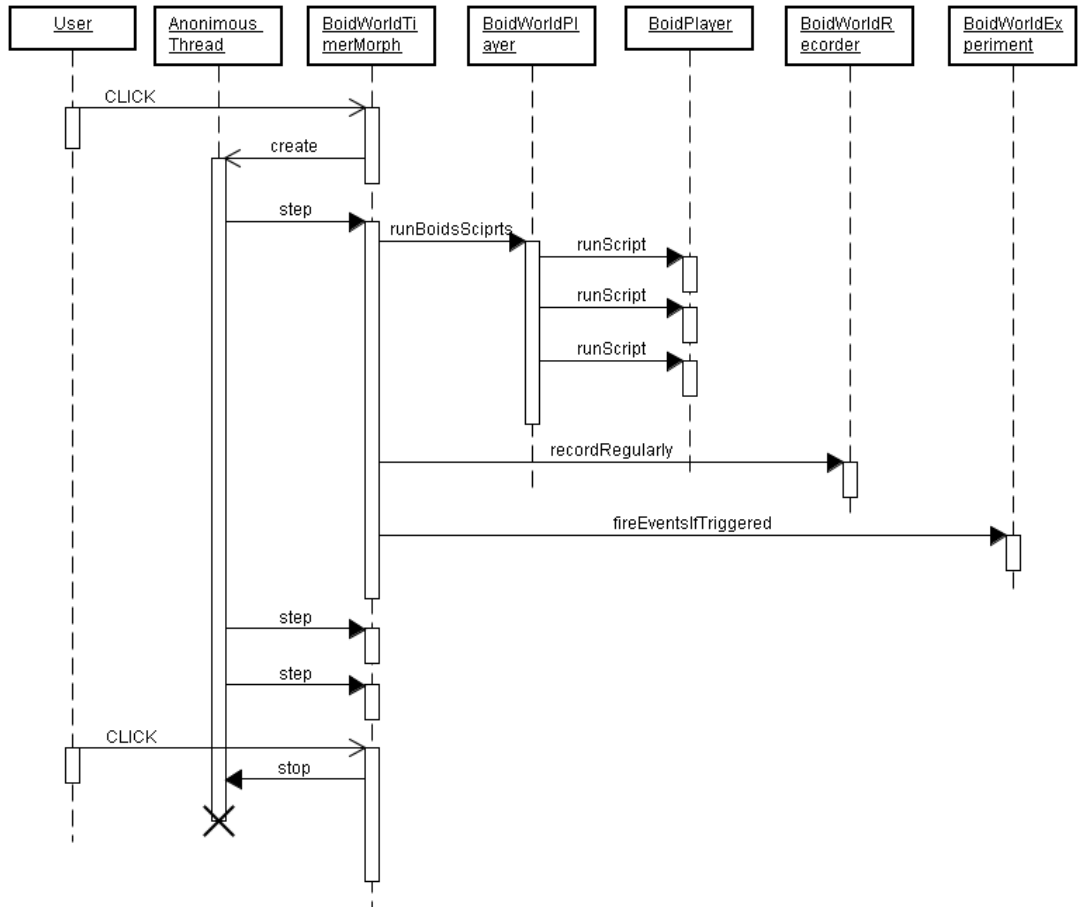 User
Anonimous
Thread
BoidWorldTi
merMorph
BoidWorldPl
ayer
BoidPlayer
BoidWorldR
ecorder
BoidWorldEx
periment
CLICK
create
step
runBoidsSciprts
runScript
runScript
runScript
recordRegularly
fireEventsIfTriggered
step
step
CLICK
stop